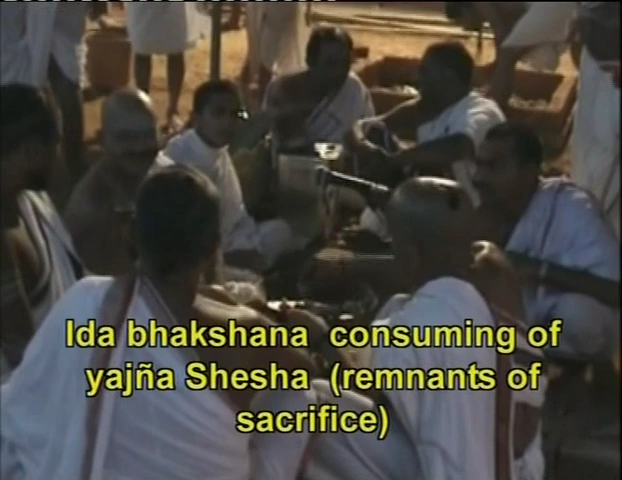 Ida bhakshana  consuming of
yajña Shesha  (remnants of
sacrifice)